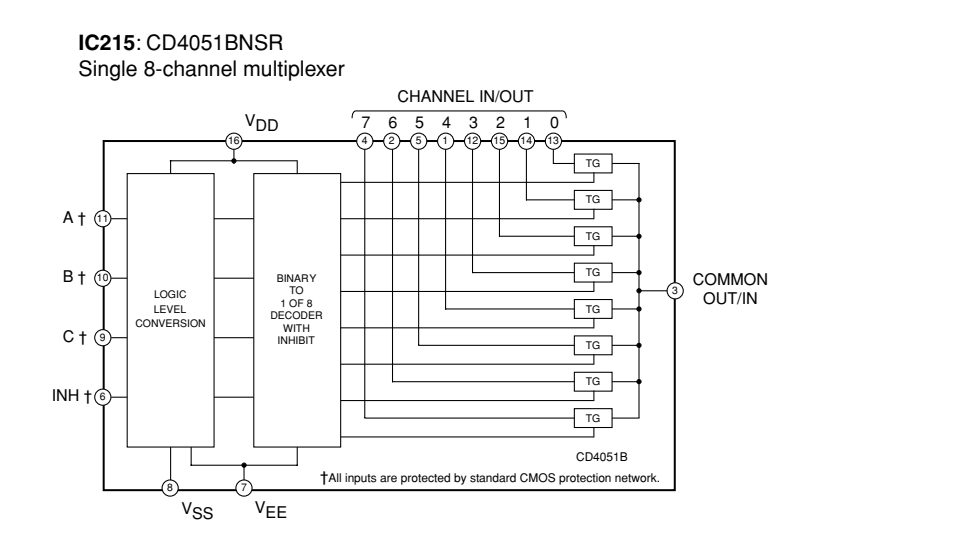 IC215: CD4051BNSR
Single 8-channel multiplexer
CHANNEL IN/OUT
VDD
7 6 5 4 3 2 1 0
16
4 2 5 1 12 15 14 13
TG
TG
TG
TG
TG
TG
TG
TG
A † 11
B † 10
C † 9
INH † 6
LOGIC
LEVEL
CONVERSION
BINARY
TO
1 OF 8
DECODER
WITH
INHIBIT
3
COMMON
OUT/IN
CD4051B
†All inputs are protected by standard CMOS protection network.
8
7
VSS
VEE